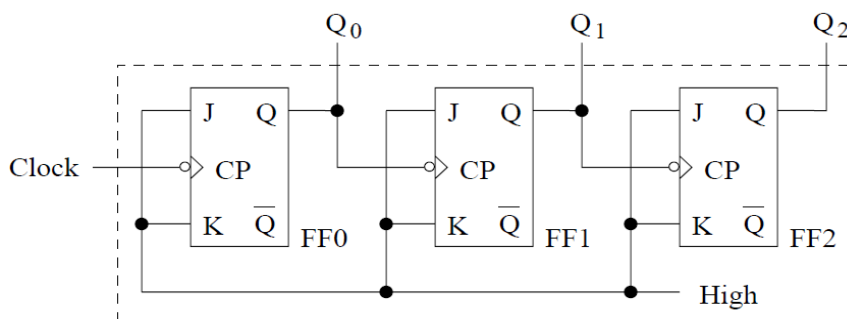 Q0 Q1 Q2
J Q J Q J Q
Clock CP CP CP
K Q̅ FF0 K Q̅ FF1 K Q̅ FF2
High